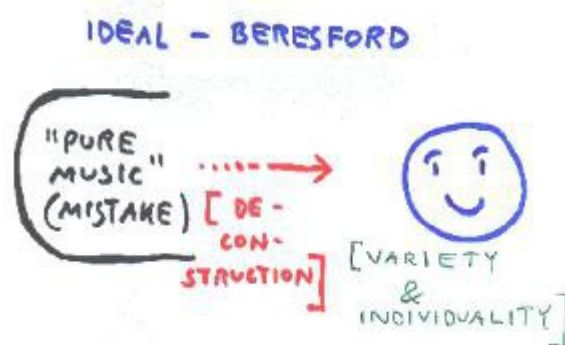 IDEAL - BERESFORD
"PURE
MUSIC"
(MISTAKE)
[DE-
CON-
STRUCTION]
[VARIETY
&
INDIVIDUALITY]